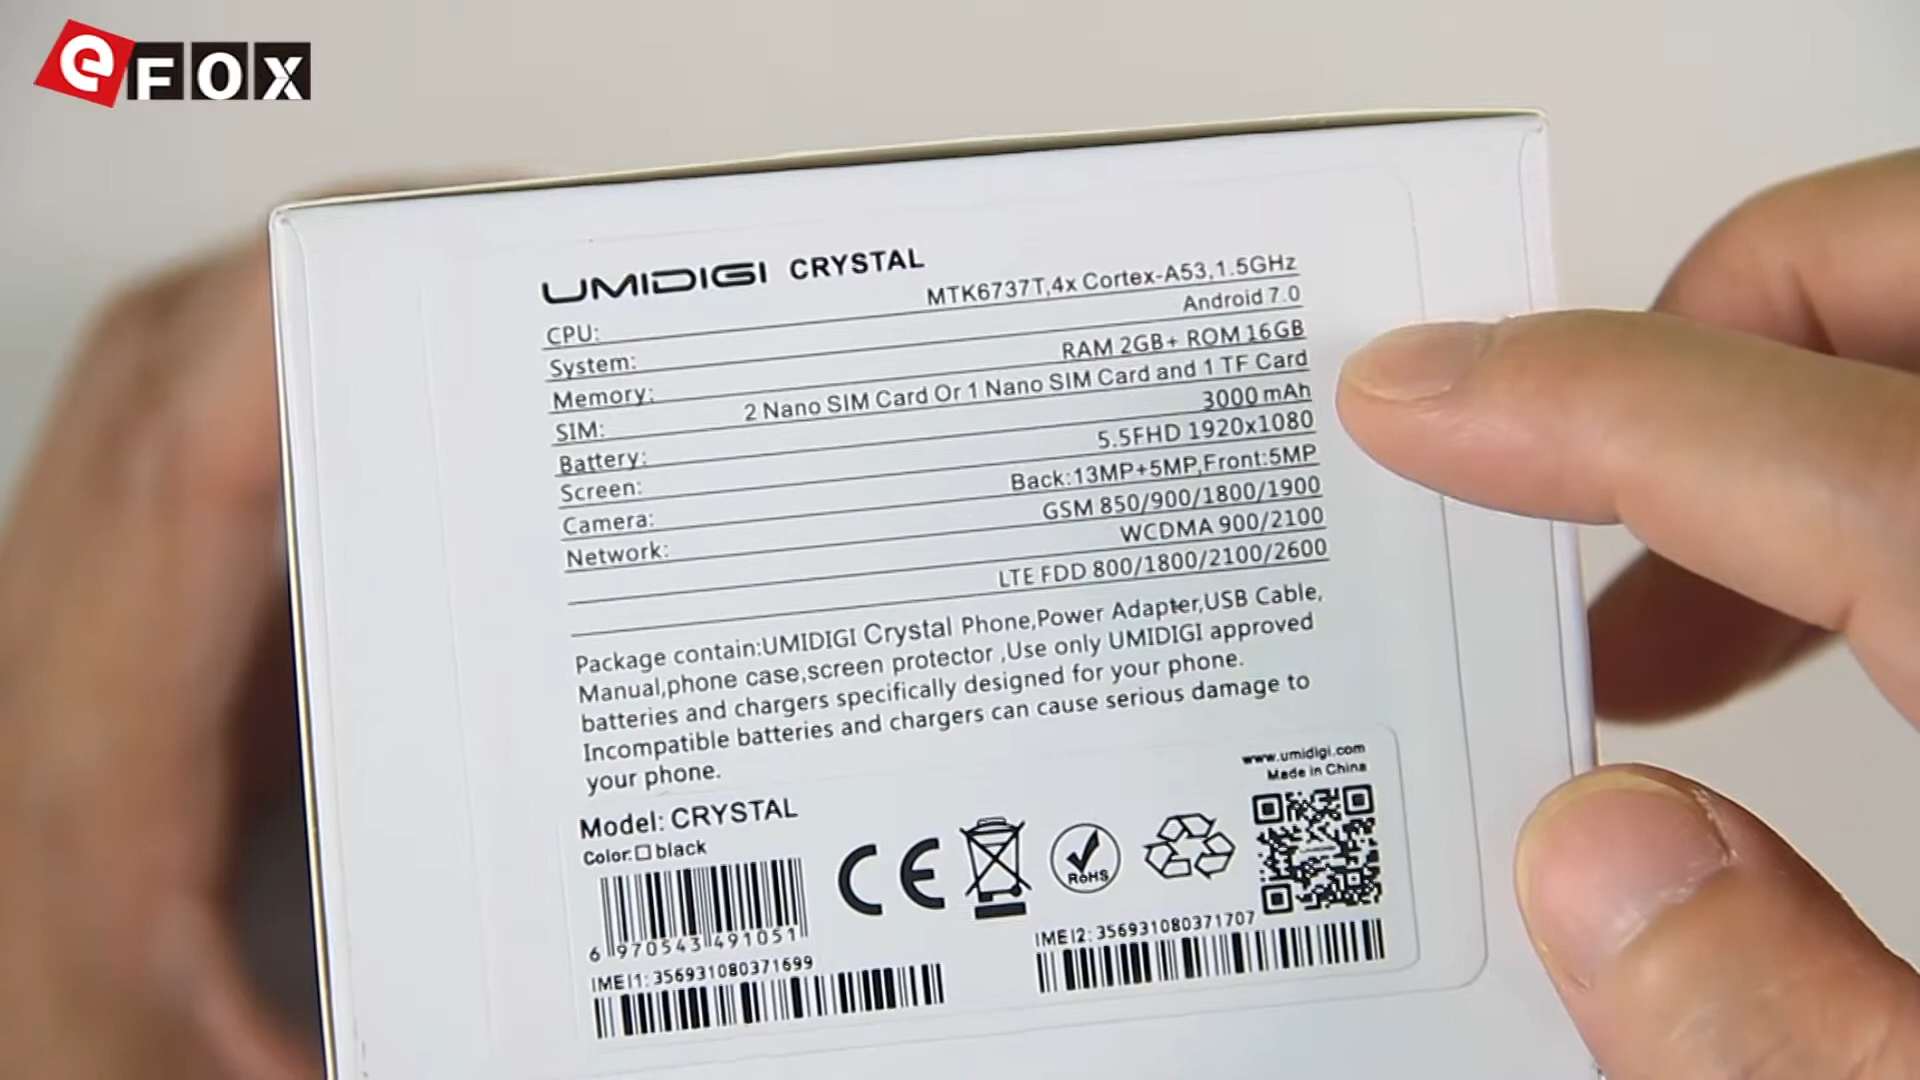 eFOX
UMIDIGI CRYSTAL
CPU: MTK6737T,4x Cortex-A53,1.5GHz
System: Android 7.0
Memory: RAM 2GB+ ROM 16GB
SIM: 2 Nano SIM Card Or 1 Nano SIM Card and 1 TF Card
Battery: 3000 mAh
Screen: 5.5FHD 1920x1080
Camera: Back:13MP+5MP,Front:5MP
Network: GSM 850/900/1800/1900
WCDMA 900/2100
LTE FDD 800/1800/2100/2600
Package contain:UMIDIGI Crystal Phone,Power Adapter,USB Cable,
Manual,phone case,screen protector ,Use only UMIDIGI approved
batteries and chargers specifically designed for your phone.
Incompatible batteries and chargers can cause serious damage to
your phone.
www.umidigi.com
Made in China
Model: CRYSTAL
Color: □ black
CE
RoHS
6 970543 491051
IMEI1: 356931080371699
IMEI2: 356931080371707